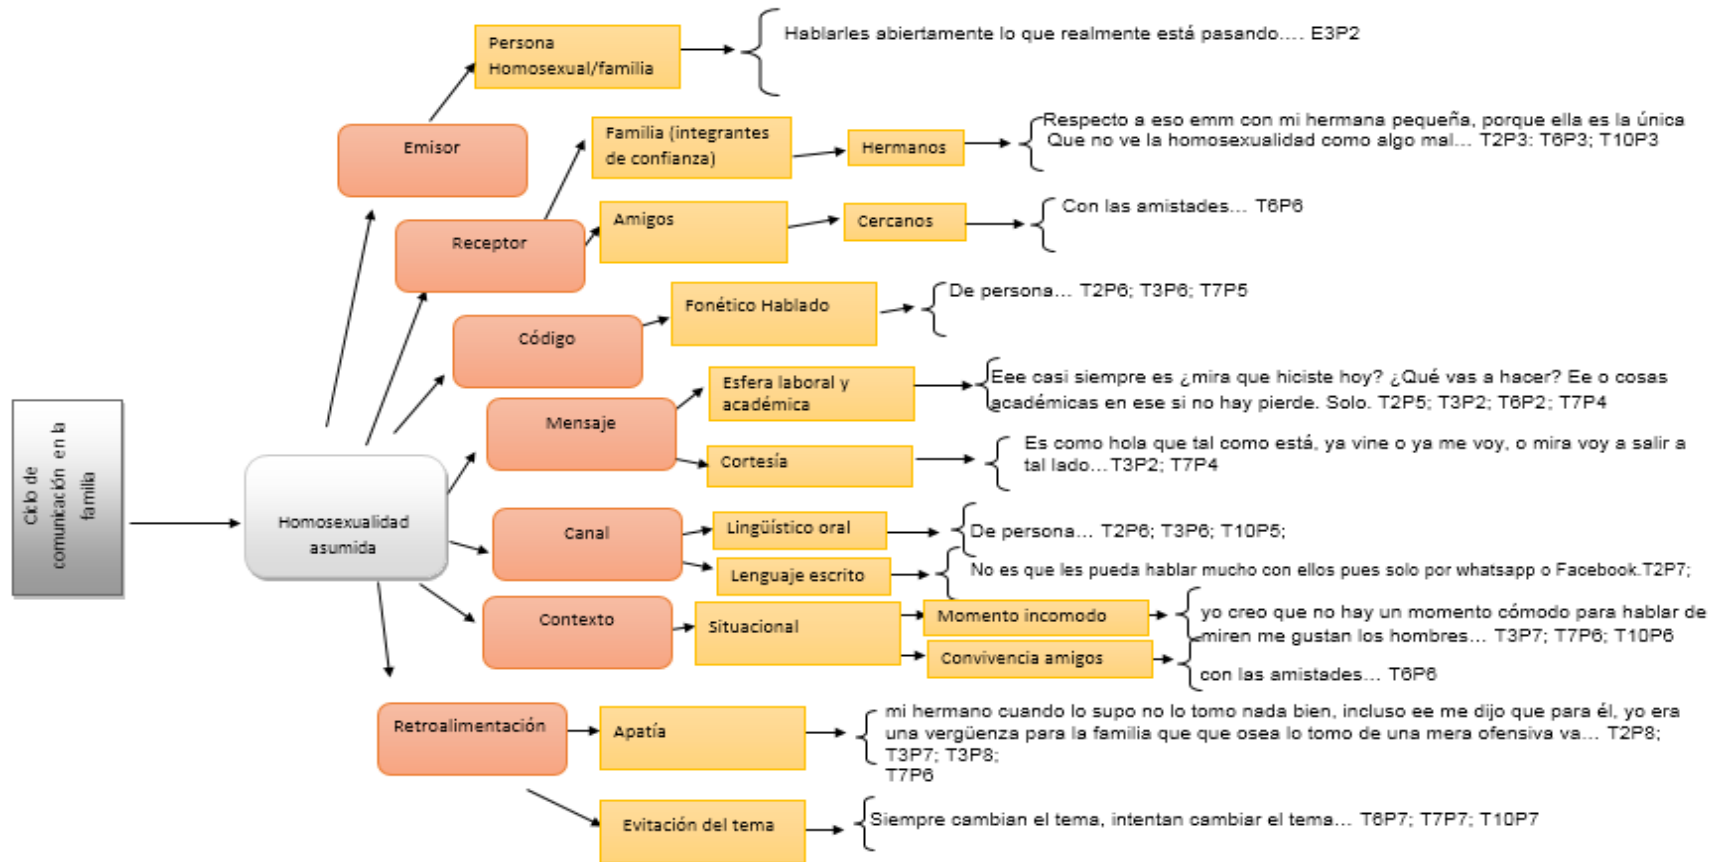 Ciclo de
comunicación en la
familia
Homosexualidad
asumida
Emisor
Persona
Homosexual/familia
Hablarles abiertamente lo que realmente está pasando.... E3P2
Receptor
Familia (integrantes
de confianza)
Hermanos
Respecto a eso emm con mi hermana pequeña, porque ella es la única
Que no ve la homosexualidad como algo mal... T2P3: T6P3; T10P3
Amigos
Cercanos
Con las amistades... T6P6
Código
Fonético Hablado
De persona... T2P6; T3P6; T7P5
Mensaje
Esfera laboral y
académica
Eee casi siempre es ¿mira que hiciste hoy? ¿Qué vas a hacer? Ee o cosas
académicas en ese si no hay pierde. Solo. T2P5; T3P2; T6P2; T7P4
Cortesía
Es como hola que tal como está, ya vine o ya me voy, o mira voy a salir a
tal lado... T3P2; T7P4
Canal
Lingüístico oral
De persona... T2P6; T3P6; T10P5;
Lenguaje escrito
No es que les pueda hablar mucho con ellos pues solo por whatsapp o Facebook.T2P7;
Contexto
Situacional
Momento incomodo
yo creo que no hay un momento cómodo para hablar de
miren me gustan los hombres... T3P7; T7P6; T10P6
Convivencia amigos
con las amistades... T6P6
Retroalimentación
Apatía
mi hermano cuando lo supo no lo tomo nada bien, incluso ee me dijo que para él, yo era
una vergüenza para la familia que que osea lo tomo de una mera ofensiva va... T2P8;
T3P7; T3P8;
T7P6
Evitación del tema
Siempre cambian el tema, intentan cambiar el tema... T6P7; T7P7; T10P7